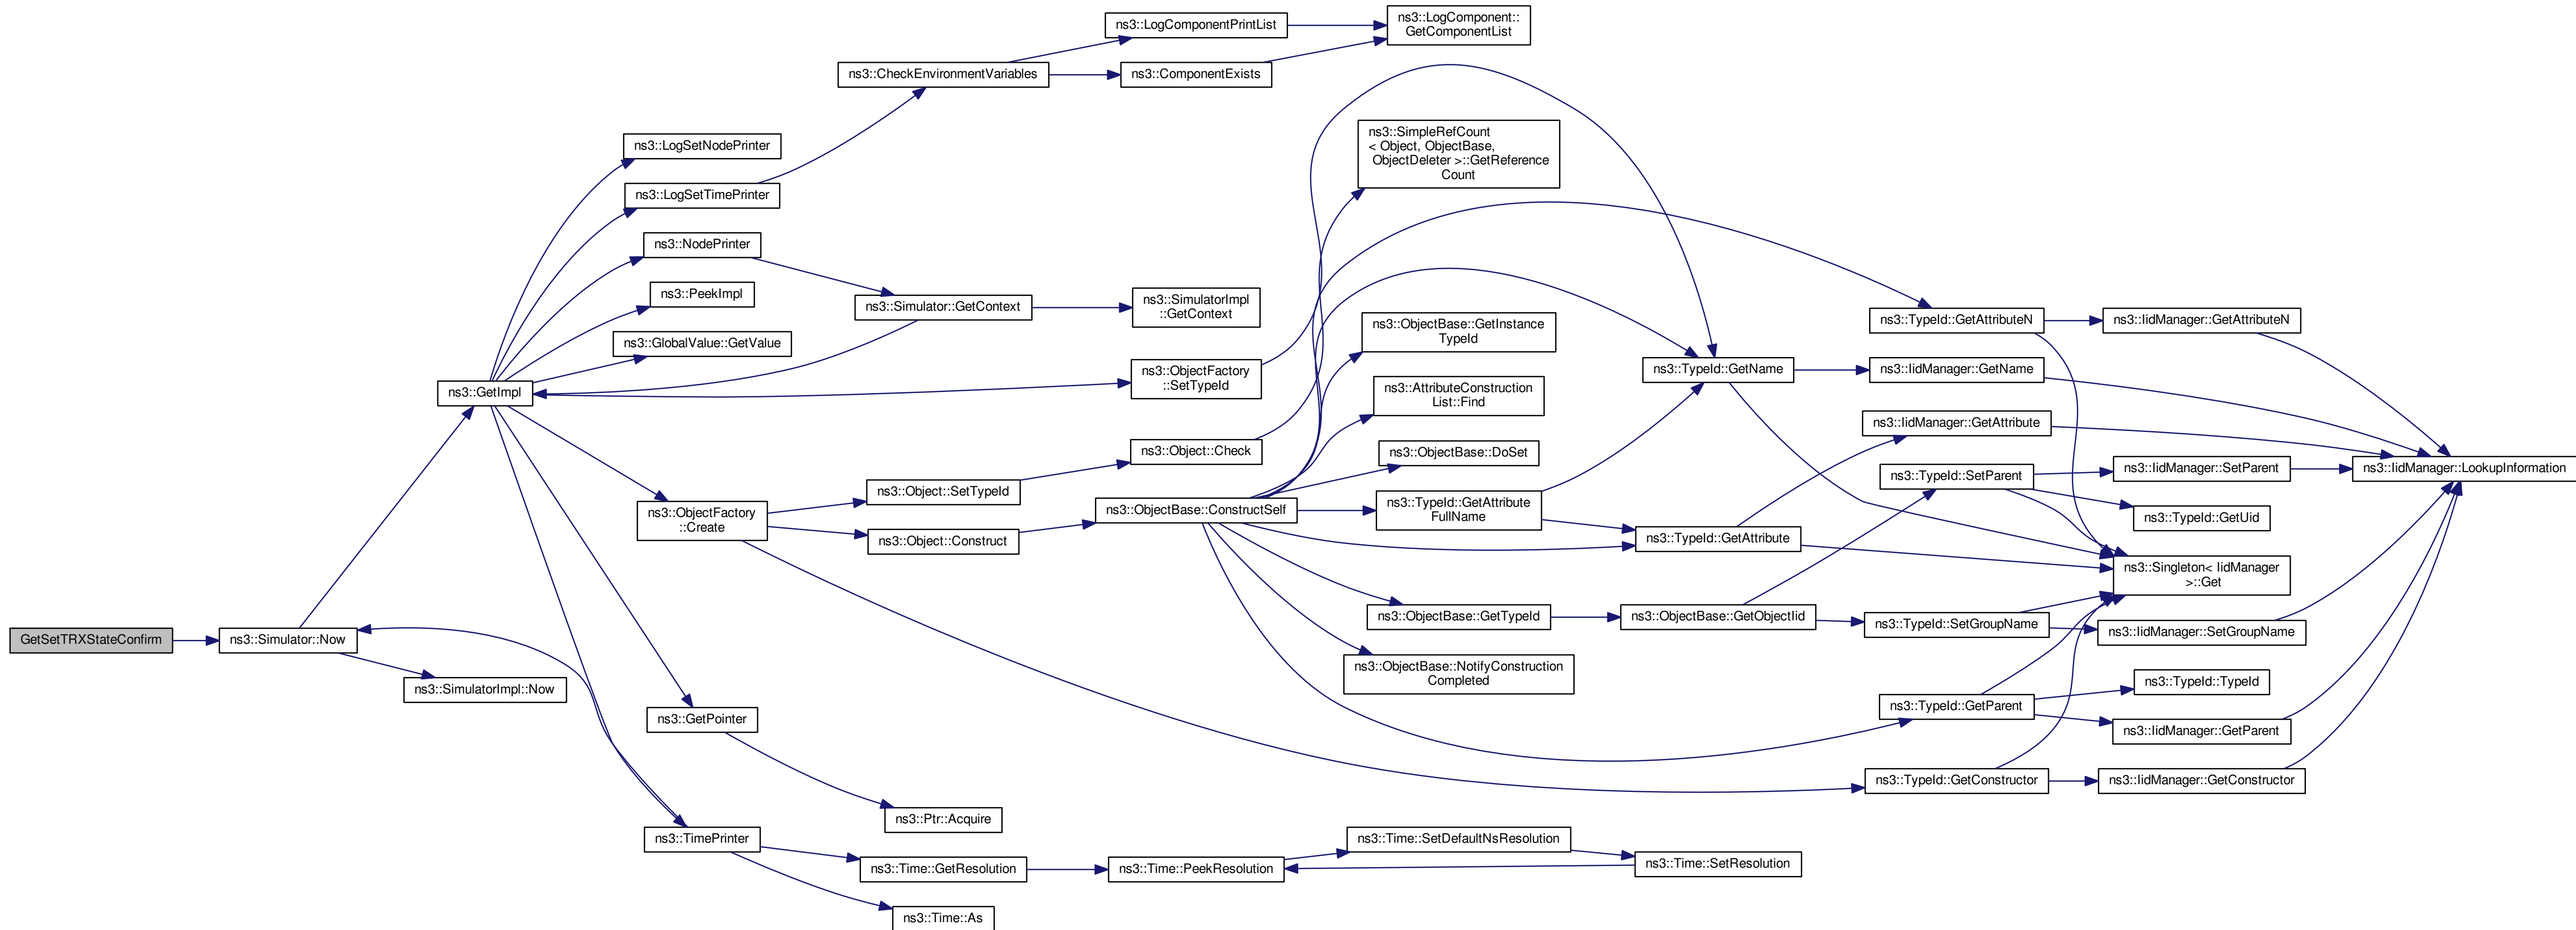 GetSetTRXStateConfirm
ns3::Simulator::Now
ns3::SimulatorImpl::Now
ns3::GetImpl
ns3::LogSetNodePrinter
ns3::LogSetTimePrinter
ns3::NodePrinter
ns3::PeekImpl
ns3::GlobalValue::GetValue
ns3::ObjectFactory
::Create
ns3::GetPointer
ns3::TimePrinter
ns3::CheckEnvironmentVariables
ns3::Simulator::GetContext
ns3::Object::SetTypeId
ns3::Object::Construct
ns3::Ptr::Acquire
ns3::Time::GetResolution
ns3::Time::As
ns3::LogComponentPrintList
ns3::ComponentExists
ns3::SimulatorImpl
::GetContext
ns3::ObjectFactory
::SetTypeId
ns3::Object::Check
ns3::ObjectBase::ConstructSelf
ns3::Time::PeekResolution
ns3::LogComponent::
GetComponentList
ns3::SimpleRefCount
< Object, ObjectBase,
ObjectDeleter >::GetReference
Count
ns3::ObjectBase::GetInstance
TypeId
ns3::AttributeConstruction
List::Find
ns3::ObjectBase::DoSet
ns3::TypeId::GetAttribute
FullName
ns3::ObjectBase::GetTypeId
ns3::ObjectBase::NotifyConstruction
Completed
ns3::Time::SetDefaultNsResolution
ns3::TypeId::GetName
ns3::TypeId::GetAttribute
ns3::ObjectBase::GetObjectIid
ns3::Time::SetResolution
ns3::TypeId::GetAttributeN
ns3::IidManager::GetName
ns3::IidManager::GetAttribute
ns3::TypeId::SetParent
ns3::TypeId::SetGroupName
ns3::TypeId::GetParent
ns3::TypeId::GetConstructor
ns3::IidManager::GetAttributeN
ns3::IidManager::SetParent
ns3::TypeId::GetUid
ns3::Singleton< IidManager
>::Get
ns3::IidManager::SetGroupName
ns3::TypeId::TypeId
ns3::IidManager::GetParent
ns3::IidManager::GetConstructor
ns3::IidManager::LookupInformation